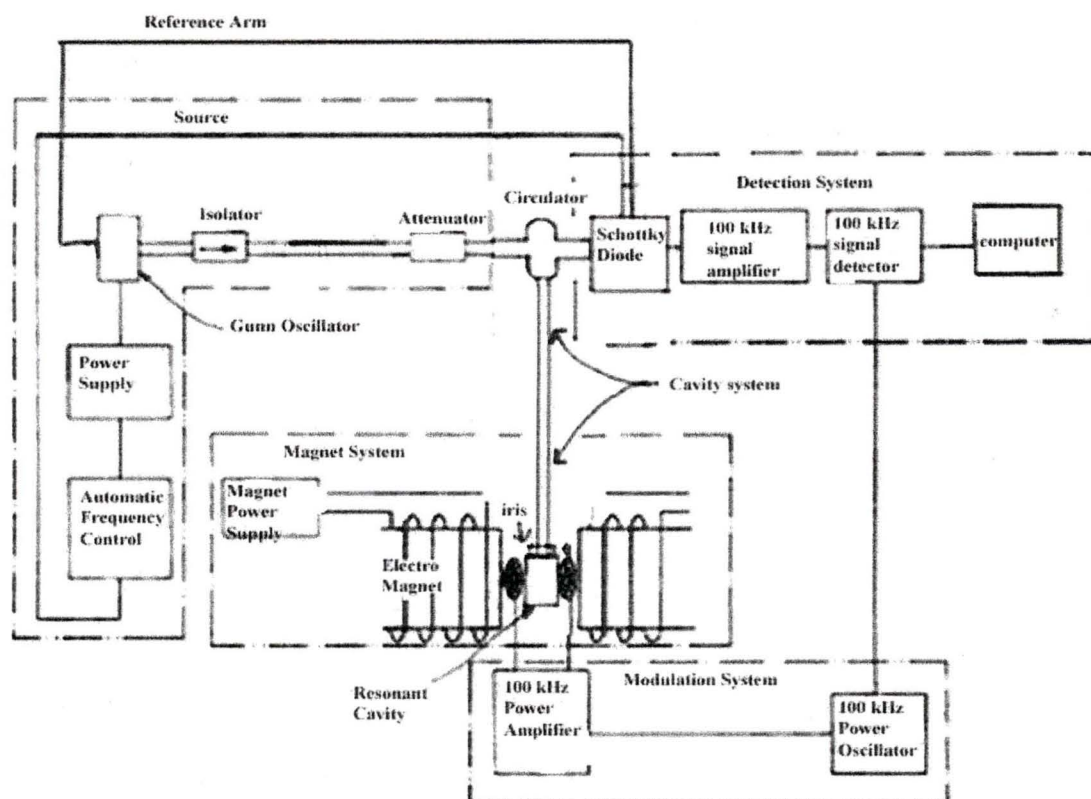 Reference Arm
Source
Detection System
Circulator
Isolator
Attenuator
Schottky
Diode
100 kHz
signal
amplifier
100 kHz
signal
detector
computer
Gunn Oscillator
Power
Supply
Cavity system
Magnet System
Automatic
Frequency
Control
Magnet
Power
Supply
iris
Electro
Magnet
Resonant
Cavity
100 kHz
Power
Amplifier
Modulation System
100 kHz
Power
Oscillator